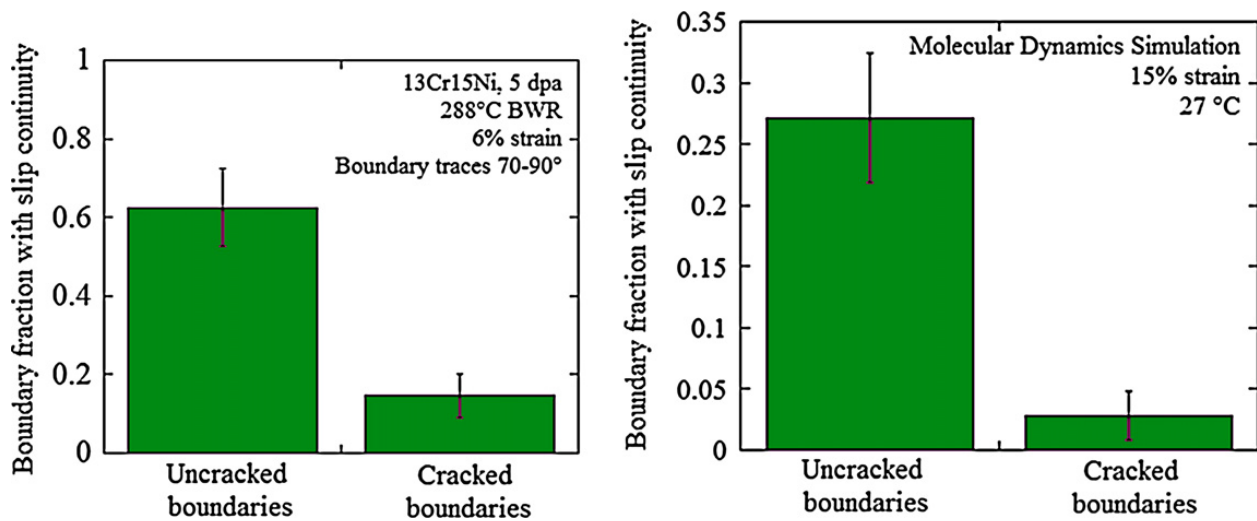 Boundary fraction with slip continuity
1
0.8
0.6
0.4
0.2
0
13Cr15Ni, 5 dpa
288°C BWR
6% strain
Boundary traces 70-90°
Uncracked
boundaries
Cracked
boundaries
Boundary fraction with slip continuity
0.35
0.3
0.25
0.2
0.15
0.1
0.05
0
Molecular Dynamics Simulation
15% strain
27 °C
Uncracked
boundaries
Cracked
boundaries